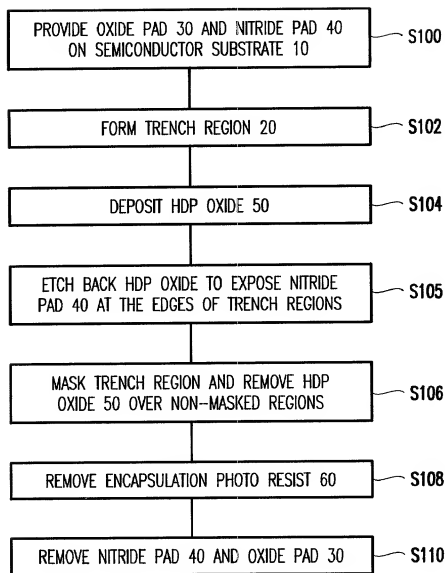 PROVIDE OXIDE PAD 30 AND NITRIDE PAD 40
ON SEMICONDUCTOR SUBSTRATE 10
S100
FORM TRENCH REGION 20
S102
DEPOSIT HDP OXIDE 50
S104
ETCH BACK HDP OXIDE TO EXPOSE NITRIDE
PAD 40 AT THE EDGES OF TRENCH REGIONS
S105
MASK TRENCH REGION AND REMOVE HDP
OXIDE 50 OVER NON-MASKED REGIONS
S106
REMOVE ENCAPSULATION PHOTO RESIST 60
S108
REMOVE NITRIDE PAD 40 AND OXIDE PAD 30
S110